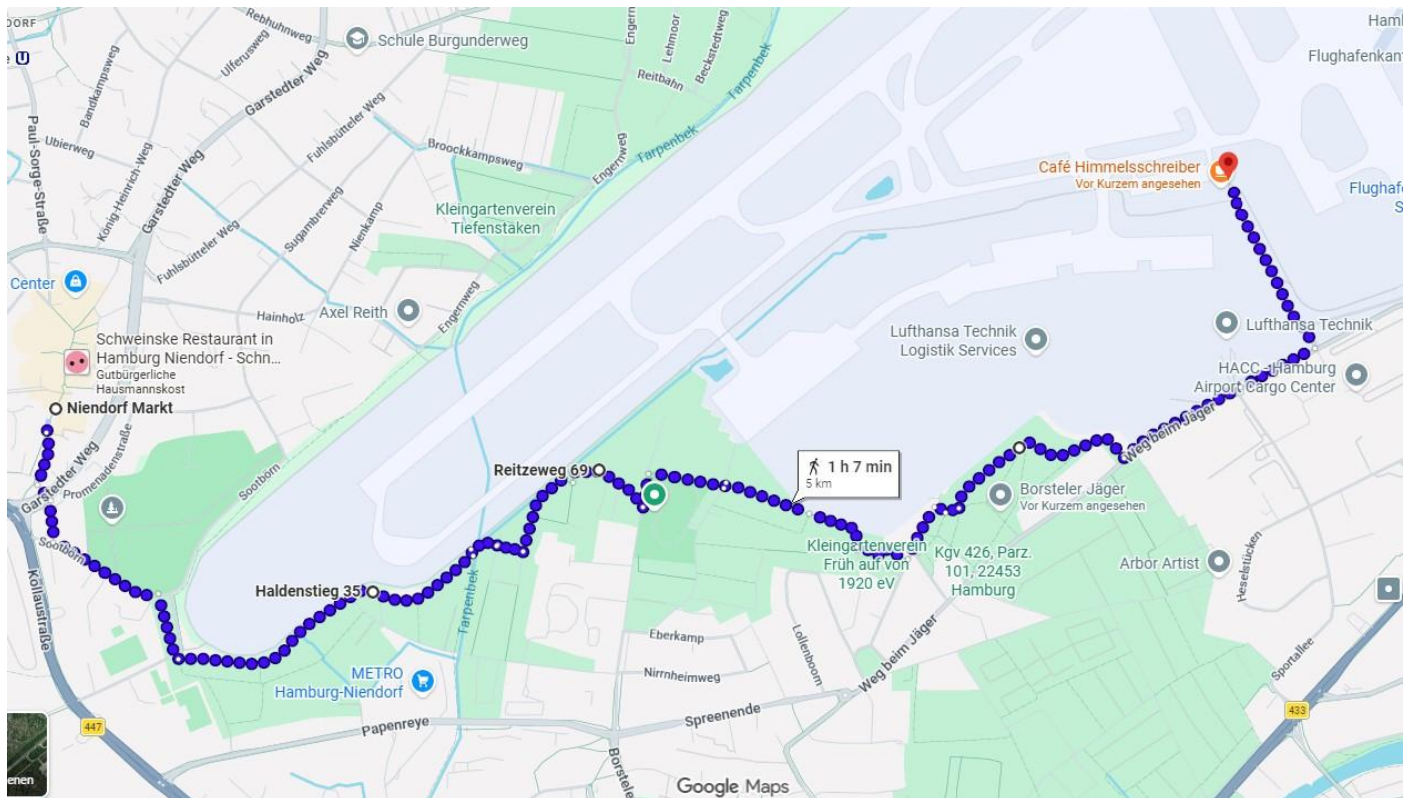 DORF
Rebhuhnweg
Ulferusweg
Bandkampsweg
Ubierweg
Paul-Sorge-Straße
König-Heinrich-Weg
Garstedter Weg
Garstedter Weg
Schule Burgunderweg
Fuhlsbütteler Weg
Fuhlsbütteler Weg
Sugambrerweg
Nienkamp
Broockkampsweg
Engernweg
Engernweg
Lehmoor
Beckstedtweg
Reitbahn
Tarpenbek
Tarpenbek
Kleingartenverein
Tiefenstaken
Flughafenkan
Café Himmelsschreiber
Vor Kurzem angesehen
Flughafe
S
Center
Hainholz
Axel Reith
Schweinske Restaurant in
Hamburg Niendorf - Schn...
Gutbürgerliche
Hausmannskost
Niendorf Markt
Lufthansa Technik
Logistik Services
Lufthansa Technik
HACC - Hamburg
Airport Cargo Center
Garstedter Weg
Promenadenstraße
Sootbörn
Sootbörn
Kollaustraße
Reitzeweg 69
1 h 7 min
5 km
Weg beim Jäger
Borsteler Jäger
Vor Kurzem angesehen
Kleingartenverein
Früh auf von
1920 eV
Kgv 426, Parz.
101, 22453
Hamburg
Arbor Artist
Heselstücken
Haldenstieg 35
Tarpenbek
METRO
Hamburg-Niendorf
Eberkamp
Nirrnheimweg
Lollenboom
Weg beim Jäger
Sportallee
447
Papenreye
Spreenende
433
Borstele
enen
Google Maps